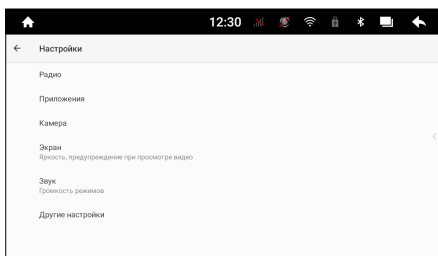 12:30
Настройки
Радио
Приложения
Камера
Экран
Яркость, предупреждение при просмотре видео
Звук
Громкость режимов
Другие настройки